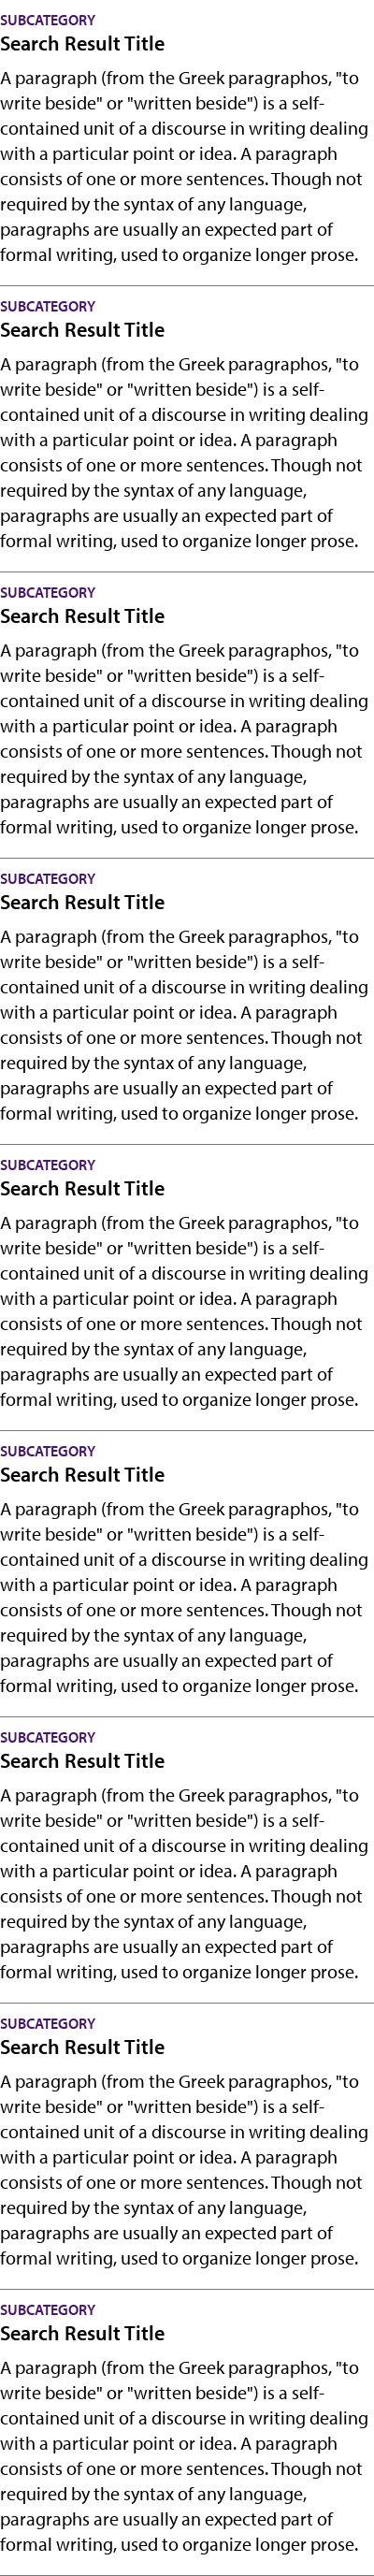 SUBCATEGORY
Search Result Title
A paragraph (from the Greek paragraphos, "to
write beside" or "written beside") is a self-
contained unit of a discourse in writing dealing
with a particular point or idea. A paragraph
consists of one or more sentences. Though not
required by the syntax of any language,
paragraphs are usually an expected part of
formal writing, used to organize longer prose.
SUBCATEGORY
Search Result Title
A paragraph (from the Greek paragraphos, "to
write beside" or "written beside") is a self-
contained unit of a discourse in writing dealing
with a particular point or idea. A paragraph
consists of one or more sentences. Though not
required by the syntax of any language,
paragraphs are usually an expected part of
formal writing, used to organize longer prose.
SUBCATEGORY
Search Result Title
A paragraph (from the Greek paragraphos, "to
write beside" or "written beside") is a self-
contained unit of a discourse in writing dealing
with a particular point or idea. A paragraph
consists of one or more sentences. Though not
required by the syntax of any language,
paragraphs are usually an expected part of
formal writing, used to organize longer prose.
SUBCATEGORY
Search Result Title
A paragraph (from the Greek paragraphos, "to
write beside" or "written beside") is a self-
contained unit of a discourse in writing dealing
with a particular point or idea. A paragraph
consists of one or more sentences. Though not
required by the syntax of any language,
paragraphs are usually an expected part of
formal writing, used to organize longer prose.
SUBCATEGORY
Search Result Title
A paragraph (from the Greek paragraphos, "to
write beside" or "written beside") is a self-
contained unit of a discourse in writing dealing
with a particular point or idea. A paragraph
consists of one or more sentences. Though not
required by the syntax of any language,
paragraphs are usually an expected part of
formal writing, used to organize longer prose.
SUBCATEGORY
Search Result Title
A paragraph (from the Greek paragraphos, "to
write beside" or "written beside") is a self-
contained unit of a discourse in writing dealing
with a particular point or idea. A paragraph
consists of one or more sentences. Though not
required by the syntax of any language,
paragraphs are usually an expected part of
formal writing, used to organize longer prose.
SUBCATEGORY
Search Result Title
A paragraph (from the Greek paragraphos, "to
write beside" or "written beside") is a self-
contained unit of a discourse in writing dealing
with a particular point or idea. A paragraph
consists of one or more sentences. Though not
required by the syntax of any language,
paragraphs are usually an expected part of
formal writing, used to organize longer prose.
SUBCATEGORY
Search Result Title
A paragraph (from the Greek paragraphos, "to
write beside" or "written beside") is a self-
contained unit of a discourse in writing dealing
with a particular point or idea. A paragraph
consists of one or more sentences. Though not
required by the syntax of any language,
paragraphs are usually an expected part of
formal writing, used to organize longer prose.
SUBCATEGORY
Search Result Title
A paragraph (from the Greek paragraphos, "to
write beside" or "written beside") is a self-
contained unit of a discourse in writing dealing
with a particular point or idea. A paragraph
consists of one or more sentences. Though not
required by the syntax of any language,
paragraphs are usually an expected part of
formal writing, used to organize longer prose.